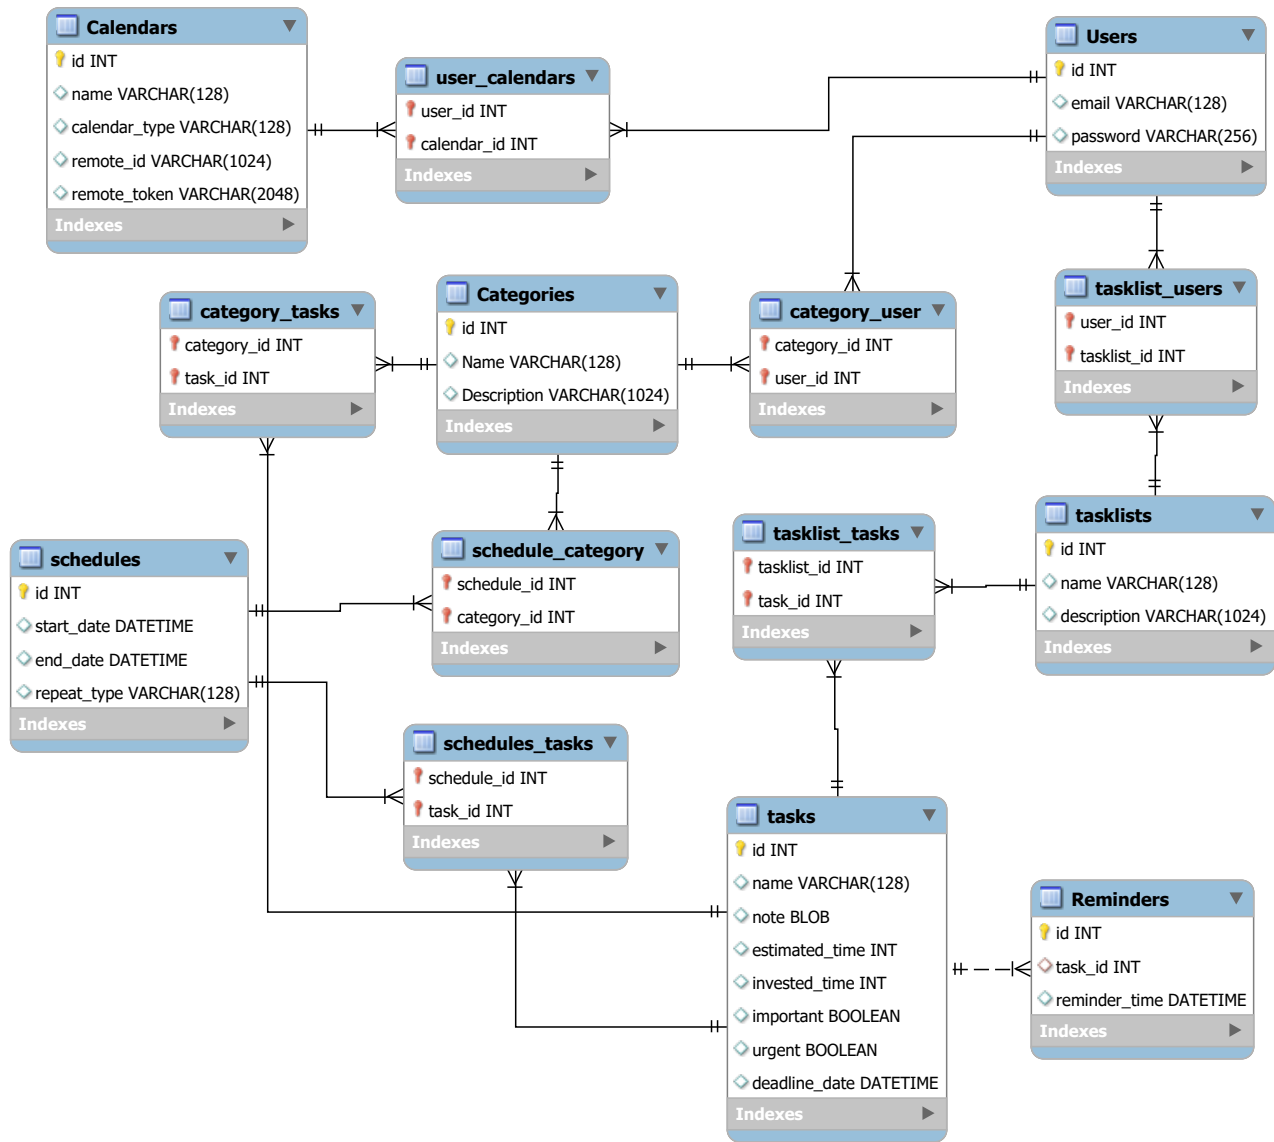 Calendars
id INT
name VARCHAR(128)
calendar_type VARCHAR(128)
remote_id VARCHAR(1024)
remote_token VARCHAR(2048)
Indexes
user_calendars
user_id INT
calendar_id INT
Indexes
Users
id INT
email VARCHAR(128)
password VARCHAR(256)
Indexes
category_tasks
category_id INT
task_id INT
Indexes
Categories
id INT
Name VARCHAR(128)
Description VARCHAR(1024)
Indexes
category_user
category_id INT
user_id INT
Indexes
tasklist_users
user_id INT
tasklist_id INT
Indexes
schedules
id INT
start_date DATETIME
end_date DATETIME
repeat_type VARCHAR(128)
Indexes
schedule_category
schedule_id INT
category_id INT
Indexes
tasklist_tasks
tasklist_id INT
task_id INT
Indexes
tasklists
id INT
name VARCHAR(128)
description VARCHAR(1024)
Indexes
schedules_tasks
schedule_id INT
task_id INT
Indexes
tasks
id INT
name VARCHAR(128)
note BLOB
estimated_time INT
invested_time INT
important BOOLEAN
urgent BOOLEAN
deadline_date DATETIME
Indexes
Reminders
id INT
task_id INT
reminder_time DATETIME
Indexes